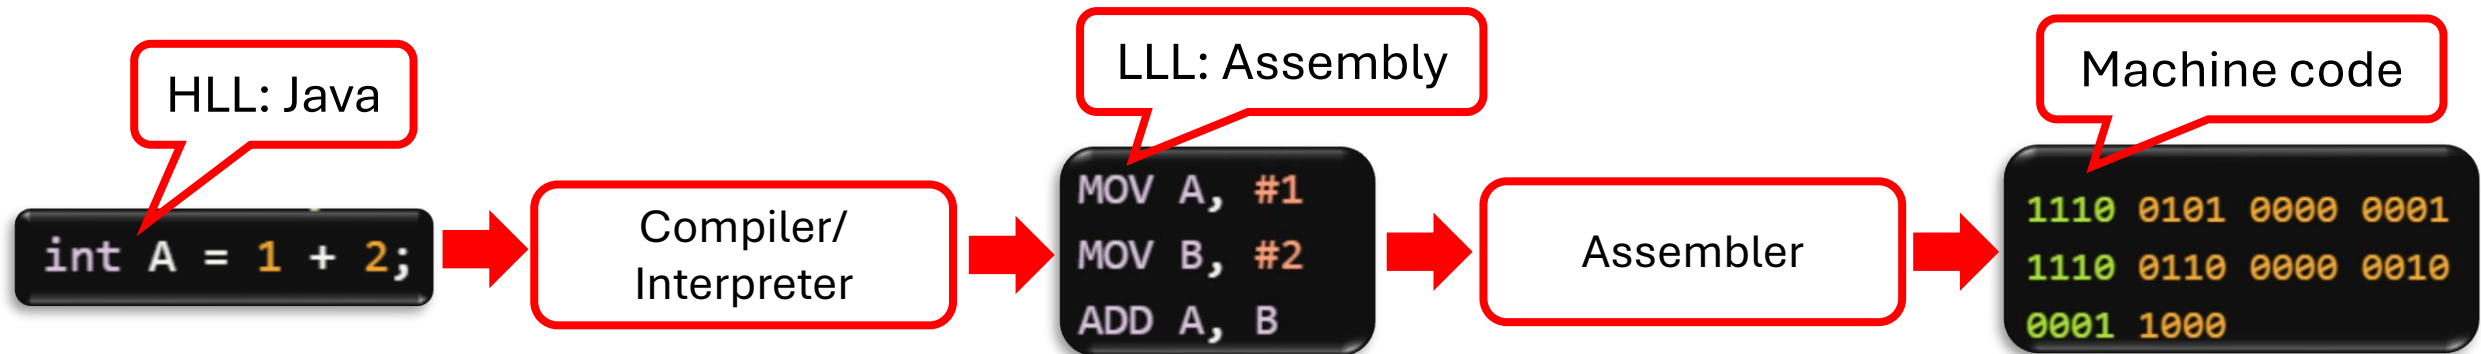 HLL: Java
int A = 1 + 2;
Compiler/
Interpreter
LLL: Assembly
MOV A, #1
MOV B, #2
ADD A, B
Assembler
Machine code
1110 0101 0000 0001
1110 0110 0000 0010
0001 1000